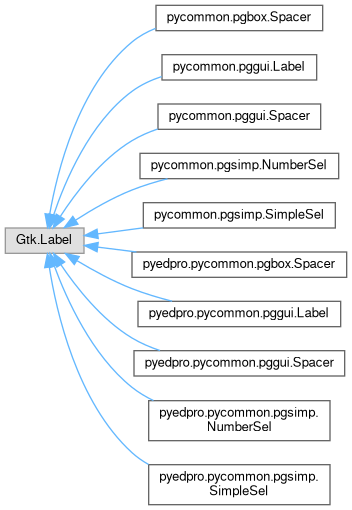 pycommon.pgbox.Spacer
pycommon.pggui.Label
pycommon.pggui.Spacer
pycommon.pgsimp.NumberSel
pycommon.pgsimp.SimpleSel
Gtk.Label
pyedpro.pycommon.pgbox.Spacer
pyedpro.pycommon.pggui.Label
pyedpro.pycommon.pggui.Spacer
pyedpro.pycommon.pgsimp.
NumberSel
pyedpro.pycommon.pgsimp.
SimpleSel